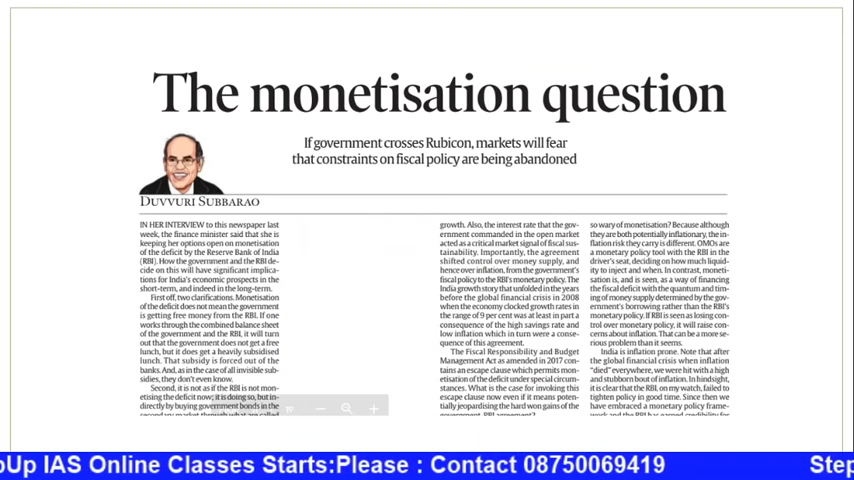 The monetisation question
If government crosses Rubicon, markets will fear
that constraints on fiscal policy are being abandoned
DUVVURI SUBBARAO
IN HER INTERVIEW to this newspaper last
week, the finance minister said that she is
keeping her options open on monetisation
of the deficit by the Reserve Bank of India
(RBI). How the government and the RBI de-
cide on this will have significant implica-
tions for India's economic prospects in the
short-term, and indeed in the long-term.
First off, two clarifications. Monetisation
of the deficit does not mean the government
is getting free money from the RBI. If one
works through the combined balance sheet
of the government and the RBI, it will turn
out that the government does not get a free
lunch, but it does get a heavily subsidised
lunch. That subsidy is forced out of the
banks. And, as in the case of all invisible sub-
sidies, they don't even know.
Second, it is not as if the RBI is not mon-
etising the deficit now; it is doing so, but in-
directly by buying government bonds in the
secondary market through what are called
growth. Also, the interest rate that the gov-
ernment commanded in the open market
acted as a critical market signal of fiscal sus-
tainability. Importantly, the agreement
shifted control over money supply, and
hence over inflation, from the government's
fiscal policy to the RBI's monetary policy. The
India growth story that unfolded in the years
before the global financial crisis in 2008
when the economy clocked growth rates in
the range of 9 per cent was at least in part a
consequence of the high savings rate and
low inflation which in turn were a conse-
quence of this agreement.
The Fiscal Responsibility and Budget
Management Act as amended in 2017 con-
tains an escape clause which permits mon-
etisation of the deficit under special circum-
stances. What is the case for invoking this
escape clause now even if it means poten-
tially jeopardising the hard won gains of the
government-RBI agreement?
so wary of monetisation? Because although
they are both potentially inflationary, the in-
flation risk they carry is different. OMOs are
a monetary policy tool with the RBI in the
driver's seat, deciding on how much liquid-
ity to inject and when. In contrast, moneti-
sation is, and is seen, as a way of financing
the fiscal deficit with the quantum and tim-
ing of money supply determined by the gov-
ernment's borrowing rather than the RBI's
monetary policy. If RBI is seen as losing con-
trol over monetary policy, it will raise con-
cerns about inflation. That can be a more se-
rious problem than it seems.
India is inflation prone. Note that after
the global financial crisis when inflation
"died" everywhere, we were hit with a high
and stubborn bout of inflation. In hindsight,
it is clear that the RBI, on my watch, failed to
tighten policy in good time. Since then we
have embraced a monetary policy frame-
work and the RBI has earned credibility for
oUp IAS Online Classes Starts:Please : Contact 08750069419 Step